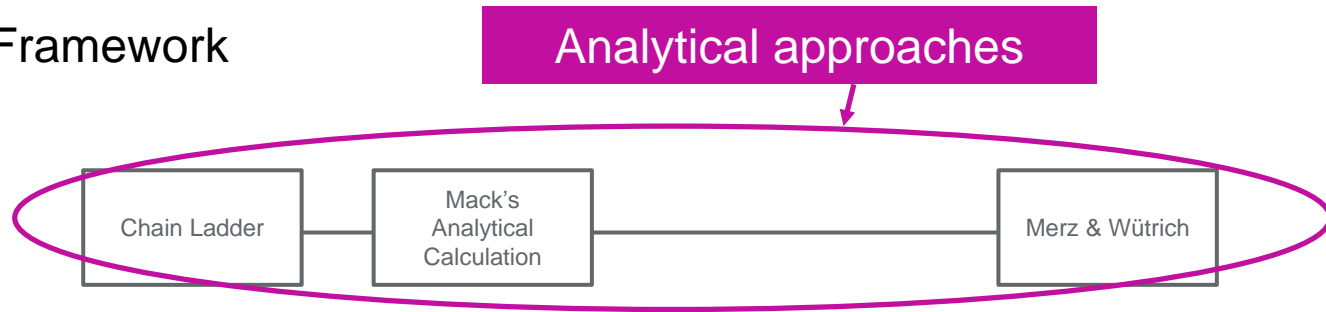 Framework
Analytical approaches
Chain Ladder
Mack's
Analytical
Calculation
Merz & Wütrich